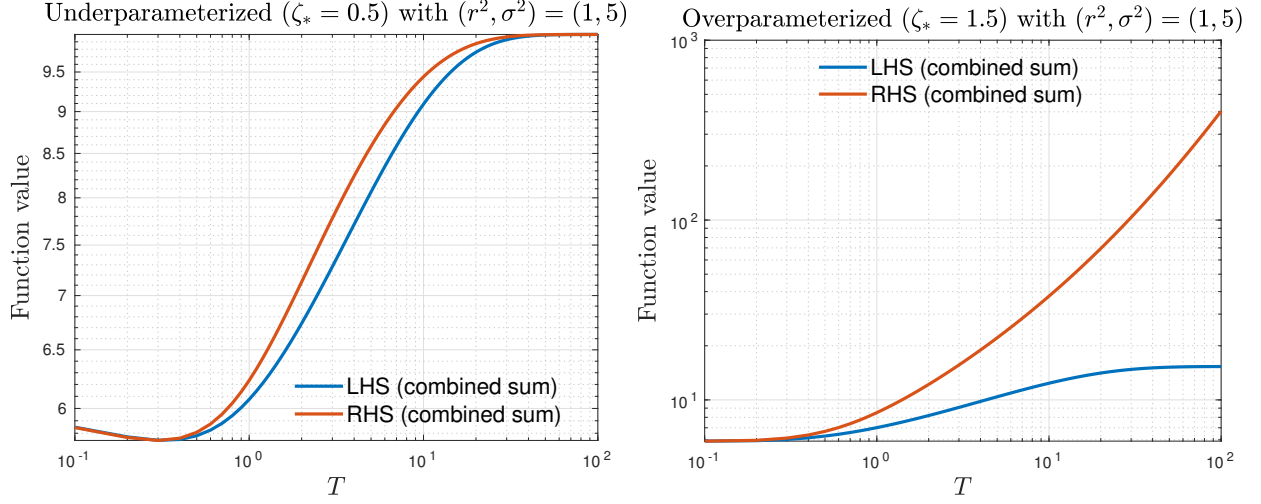 Underparameterized (ζ* = 0.5) with (r², σ²) = (1, 5)
Function value
9.5
9
8.5
8
7.5
7
6.5
6
LHS (combined sum)
RHS (combined sum)
10⁻¹ 10⁰ 10¹ 10²
T
Overparameterized (ζ* = 1.5) with (r², σ²) = (1, 5)
Function value
10³
10²
10¹
LHS (combined sum)
RHS (combined sum)
10⁻¹ 10⁰ 10¹ 10²
T